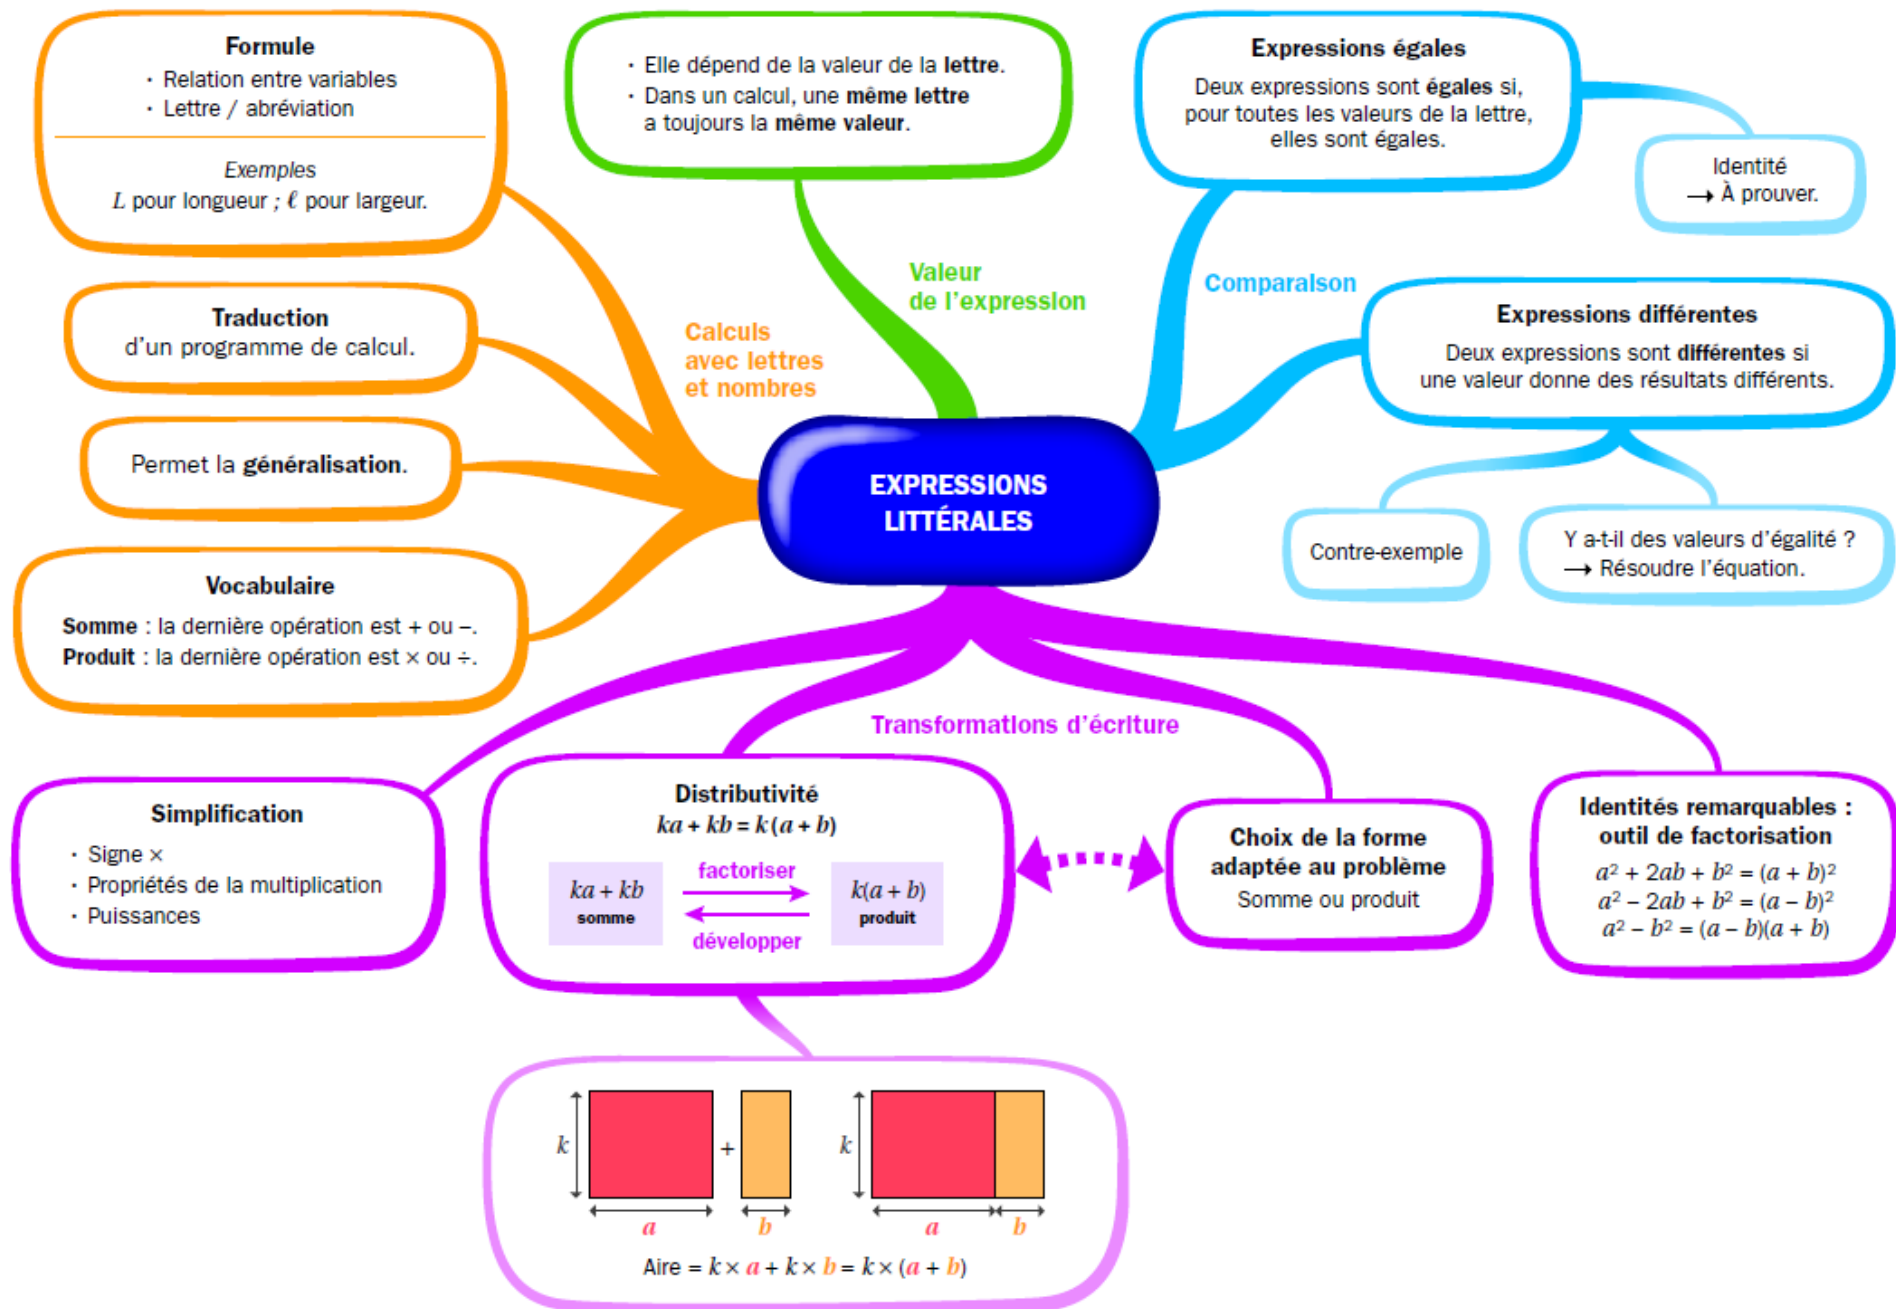 Formule
· Relation entre variables
· Lettre / abréviation
Exemples
L pour longueur ; ℓ pour largeur.
Traduction
d'un programme de calcul.
Permet la généralisation.
Vocabulaire
Somme : la dernière opération est + ou –.
Produit : la dernière opération est × ou ÷.
Calculs
avec lettres
et nombres
· Elle dépend de la valeur de la lettre.
· Dans un calcul, une même lettre
a toujours la même valeur.
Valeur
de l'expression
Expressions égales
Deux expressions sont égales si,
pour toutes les valeurs de la lettre,
elles sont égales.
Identité
→ À prouver.
Comparaison
Expressions différentes
Deux expressions sont différentes si
une valeur donne des résultats différents.
Contre-exemple
Y a-t-il des valeurs d'égalité ?
→ Résoudre l'équation.
EXPRESSIONS
LITTÉRALES
Transformations d'écriture
Simplification
· Signe ×
· Propriétés de la multiplication
· Puissances
Distributivité
ka + kb = k(a + b)
ka + kb
somme
factoriser
développer
k(a + b)
produit
Choix de la forme
adaptée au problème
Somme ou produit
Identités remarquables :
outil de factorisation
a² + 2ab + b² = (a + b)²
a² – 2ab + b² = (a – b)²
a² – b² = (a – b)(a + b)
k
+
k
a
b
a
b
Aire = k × a + k × b = k × (a + b)